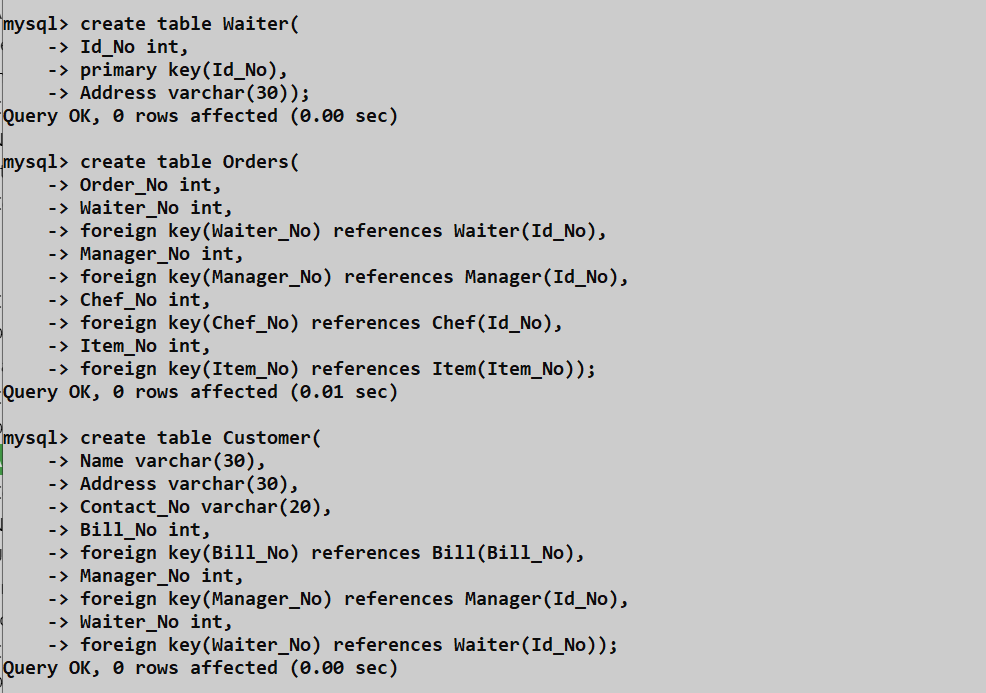 mysql> create table Waiter(
    -> Id_No int,
    -> primary key(Id_No),
    -> Address varchar(30));
Query OK, 0 rows affected (0.00 sec)

mysql> create table Orders(
    -> Order_No int,
    -> Waiter_No int,
    -> foreign key(Waiter_No) references Waiter(Id_No),
    -> Manager_No int,
    -> foreign key(Manager_No) references Manager(Id_No),
    -> Chef_No int,
    -> foreign key(Chef_No) references Chef(Id_No),
    -> Item_No int,
    -> foreign key(Item_No) references Item(Item_No));
Query OK, 0 rows affected (0.01 sec)

mysql> create table Customer(
    -> Name varchar(30),
    -> Address varchar(30),
    -> Contact_No varchar(20),
    -> Bill_No int,
    -> foreign key(Bill_No) references Bill(Bill_No),
    -> Manager_No int,
    -> foreign key(Manager_No) references Manager(Id_No),
    -> Waiter_No int,
    -> foreign key(Waiter_No) references Waiter(Id_No));
Query OK, 0 rows affected (0.00 sec)